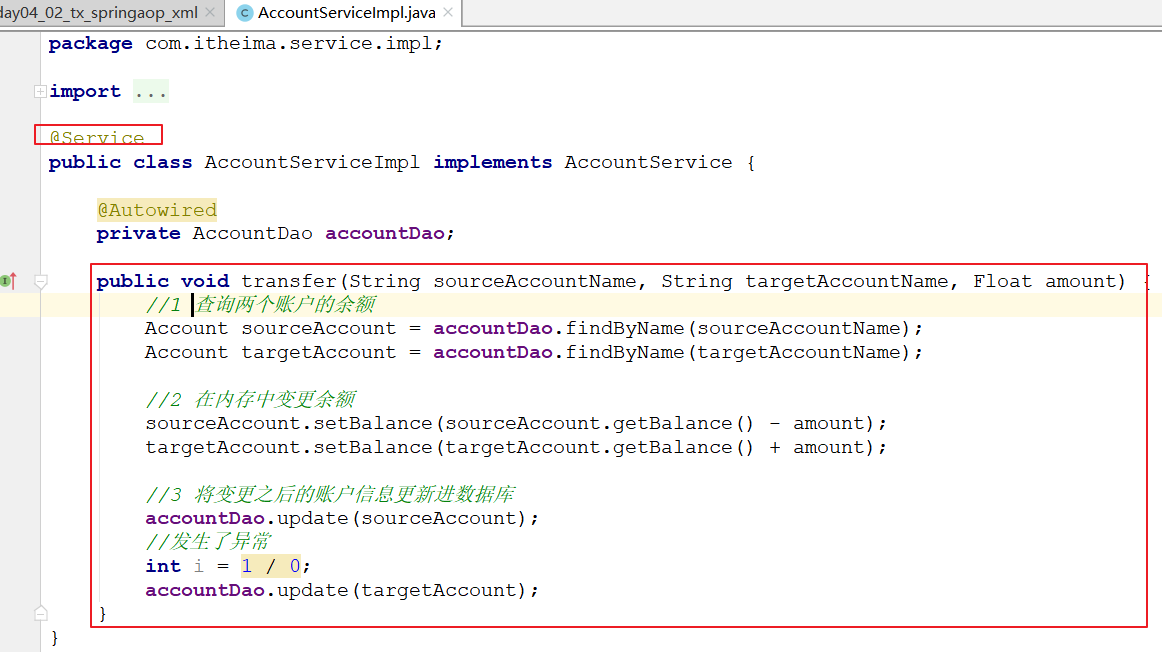 day04_02_tx_springaop_xml × AccountServiceImpl.java ×
package com.itheima.service.impl;
import ...
@Service
public class AccountServiceImpl implements AccountService {
@Autowired
private AccountDao accountDao;
public void transfer(String sourceAccountName, String targetAccountName, Float amount) {
//1 查询两个账户的余额
Account sourceAccount = accountDao.findByName(sourceAccountName);
Account targetAccount = accountDao.findByName(targetAccountName);
//2 在内存中变更余额
sourceAccount.setBalance(sourceAccount.getBalance() - amount);
targetAccount.setBalance(targetAccount.getBalance() + amount);
//3 将变更之后的账户信息更新进数据库
accountDao.update(sourceAccount);
//发生了异常
int i = 1 / 0;
accountDao.update(targetAccount);
}
}